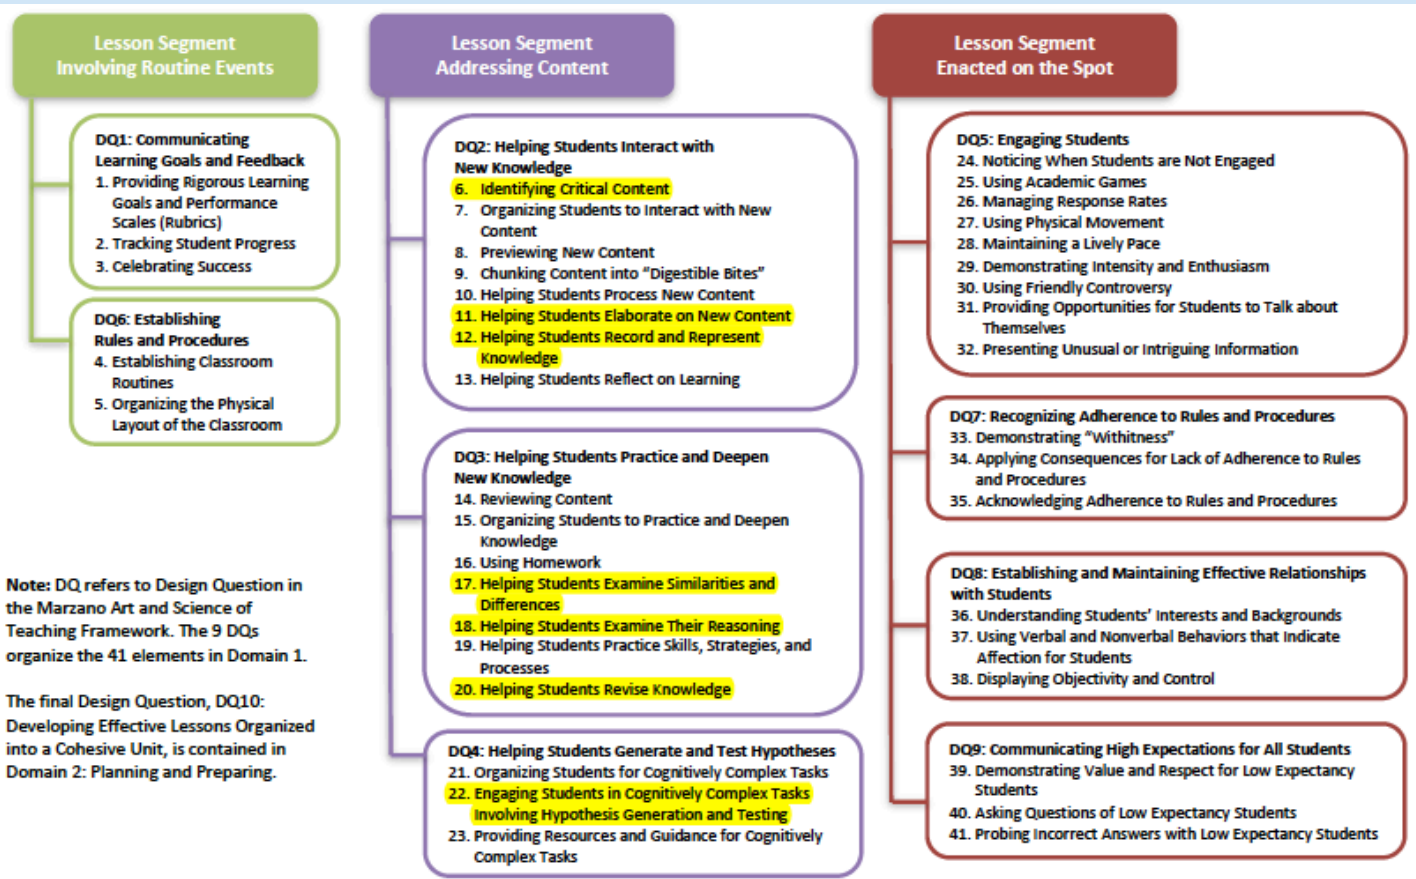 Lesson Segment
Involving Routine Events
DQ1: Communicating
Learning Goals and Feedback
1. Providing Rigorous Learning
Goals and Performance
Scales (Rubrics)
2. Tracking Student Progress
3. Celebrating Success
DQ6: Establishing
Rules and Procedures
4. Establishing Classroom
Routines
5. Organizing the Physical
Layout of the Classroom
Note: DQ refers to Design Question in
the Marzano Art and Science of
Teaching Framework. The 9 DQs
organize the 41 elements in Domain 1.
The final Design Question, DQ10:
Developing Effective Lessons Organized
into a Cohesive Unit, is contained in
Domain 2: Planning and Preparing.
Lesson Segment
Addressing Content
DQ2: Helping Students Interact with
New Knowledge
6. Identifying Critical Content
7. Organizing Students to Interact with New
Content
8. Previewing New Content
9. Chunking Content into “Digestible Bites”
10. Helping Students Process New Content
11. Helping Students Elaborate on New Content
12. Helping Students Record and Represent
Knowledge
13. Helping Students Reflect on Learning
DQ3: Helping Students Practice and Deepen
New Knowledge
14. Reviewing Content
15. Organizing Students to Practice and Deepen
Knowledge
16. Using Homework
17. Helping Students Examine Similarities and
Differences
18. Helping Students Examine Their Reasoning
19. Helping Students Practice Skills, Strategies, and
Processes
20. Helping Students Revise Knowledge
DQ4: Helping Students Generate and Test Hypotheses
21. Organizing Students for Cognitively Complex Tasks
22. Engaging Students in Cognitively Complex Tasks
Involving Hypothesis Generation and Testing
23. Providing Resources and Guidance for Cognitively
Complex Tasks
Lesson Segment
Enacted on the Spot
DQ5: Engaging Students
24. Noticing When Students are Not Engaged
25. Using Academic Games
26. Managing Response Rates
27. Using Physical Movement
28. Maintaining a Lively Pace
29. Demonstrating Intensity and Enthusiasm
30. Using Friendly Controversy
31. Providing Opportunities for Students to Talk about
Themselves
32. Presenting Unusual or Intriguing Information
DQ7: Recognizing Adherence to Rules and Procedures
33. Demonstrating “Withitness”
34. Applying Consequences for Lack of Adherence to Rules
and Procedures
35. Acknowledging Adherence to Rules and Procedures
DQ8: Establishing and Maintaining Effective Relationships
with Students
36. Understanding Students’ Interests and Backgrounds
37. Using Verbal and Nonverbal Behaviors that Indicate
Affection for Students
38. Displaying Objectivity and Control
DQ9: Communicating High Expectations for All Students
39. Demonstrating Value and Respect for Low Expectancy
Students
40. Asking Questions of Low Expectancy Students
41. Probing Incorrect Answers with Low Expectancy Students